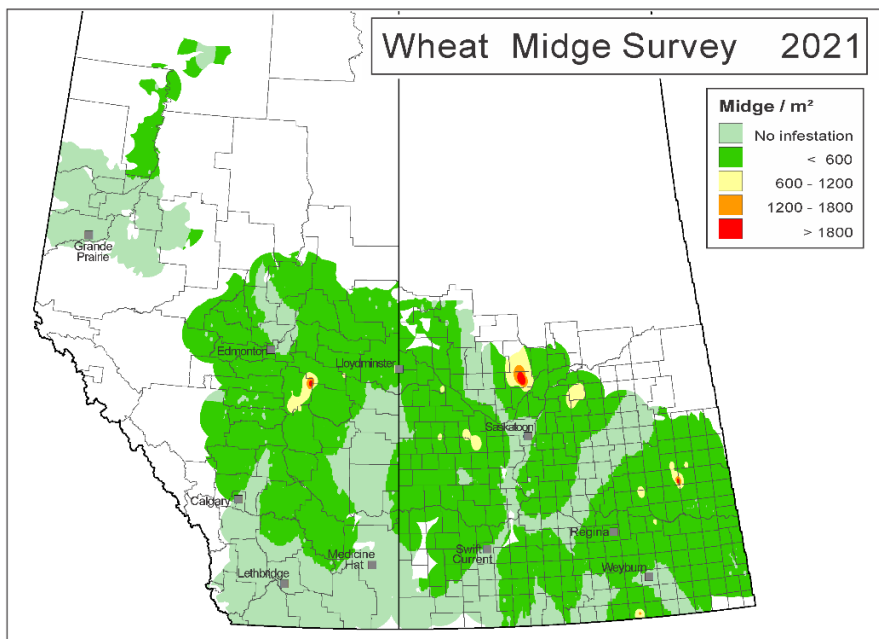 Wheat Midge Survey 2021
Midge / m²
No infestation
< 600
600 - 1200
1200 - 1800
> 1800
Grande
Prairie
Edmonton
Lloydminster
Saskatoon
Calgary
Regina
Swift
Current
Medicine
Hat
Weyburn
Lethbridge